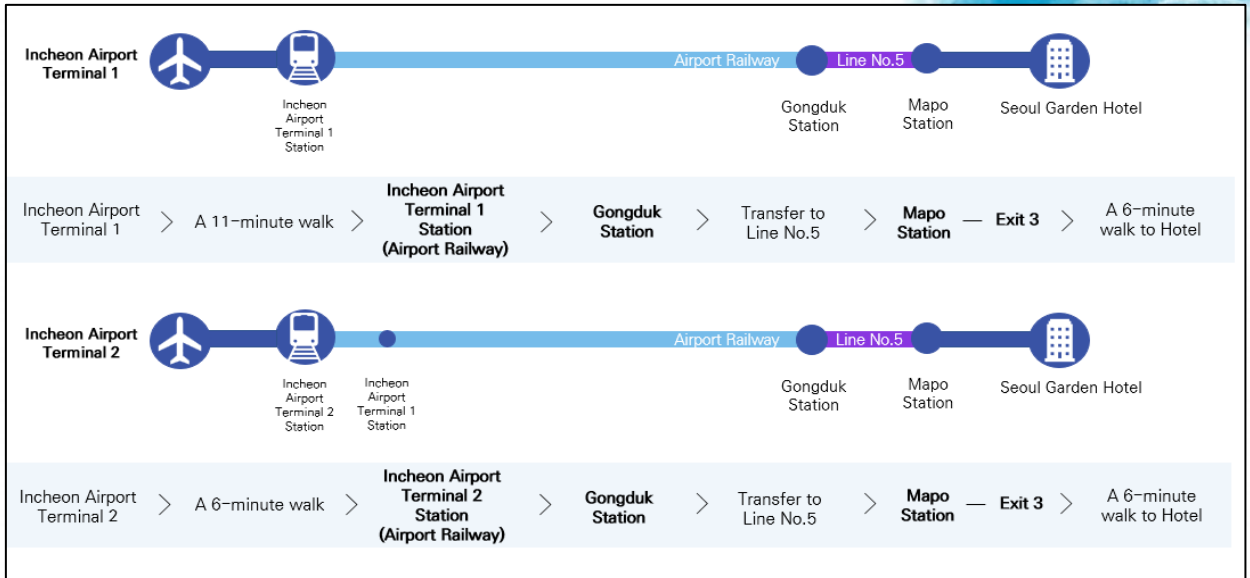 Incheon Airport
Terminal 1
Airport Railway
Line No.5
Incheon
Airport
Terminal 1
Station
Gongduk
Station
Mapo
Station
Seoul Garden Hotel
Incheon Airport
Terminal 1
>
A 11-minute walk
>
Incheon Airport
Terminal 1
Station
(Airport Railway)
>
Gongduk
Station
>
Transfer to
Line No.5
>
Mapo
Station
—
Exit 3
>
A 6-minute
walk to Hotel
Incheon Airport
Terminal 2
Airport Railway
Line No.5
Incheon
Airport
Terminal 2
Station
Incheon
Airport
Terminal 1
Station
Gongduk
Station
Mapo
Station
Seoul Garden Hotel
Incheon Airport
Terminal 2
>
A 6-minute walk
>
Incheon Airport
Terminal 2
Station
(Airport Railway)
>
Gongduk
Station
>
Transfer to
Line No.5
>
Mapo
Station
—
Exit 3
>
A 6-minute
walk to Hotel